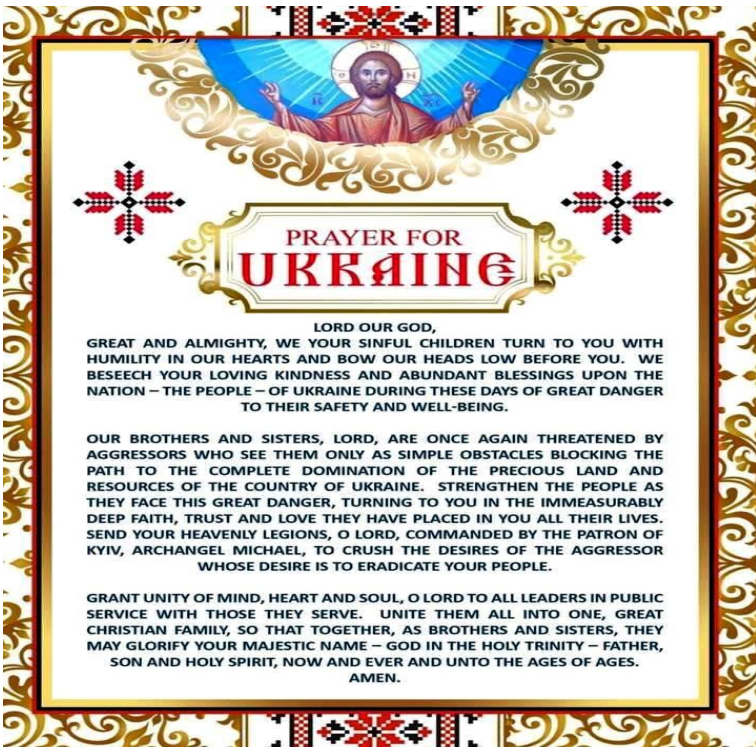 IC XC
PRAYER FOR
UKRAINE
LORD OUR GOD,
GREAT AND ALMIGHTY, WE YOUR SINFUL CHILDREN TURN TO YOU WITH
HUMILITY IN OUR HEARTS AND BOW OUR HEADS LOW BEFORE YOU. WE
BESEECH YOUR LOVING KINDNESS AND ABUNDANT BLESSINGS UPON THE
NATION – THE PEOPLE – OF UKRAINE DURING THESE DAYS OF GREAT DANGER
TO THEIR SAFETY AND WELL-BEING.
OUR BROTHERS AND SISTERS, LORD, ARE ONCE AGAIN THREATENED BY
AGGRESSORS WHO SEE THEM ONLY AS SIMPLE OBSTACLES BLOCKING THE
PATH TO THE COMPLETE DOMINATION OF THE PRECIOUS LAND AND
RESOURCES OF THE COUNTRY OF UKRAINE. STRENGTHEN THE PEOPLE AS
THEY FACE THIS GREAT DANGER, TURNING TO YOU IN THE IMMEASURABLY
DEEP FAITH, TRUST AND LOVE THEY HAVE PLACED IN YOU ALL THEIR LIVES.
SEND YOUR HEAVENLY LEGIONS, O LORD, COMMANDED BY THE PATRON OF
KYIV, ARCHANGEL MICHAEL, TO CRUSH THE DESIRES OF THE AGGRESSOR
WHOSE DESIRE IS TO ERADICATE YOUR PEOPLE.
GRANT UNITY OF MIND, HEART AND SOUL, O LORD TO ALL LEADERS IN PUBLIC
SERVICE WITH THOSE THEY SERVE. UNITE THEM ALL INTO ONE, GREAT
CHRISTIAN FAMILY, SO THAT TOGETHER, AS BROTHERS AND SISTERS, THEY
MAY GLORIFY YOUR MAJESTIC NAME – GOD IN THE HOLY TRINITY – FATHER,
SON AND HOLY SPIRIT, NOW AND EVER AND UNTO THE AGES OF AGES.
AMEN.